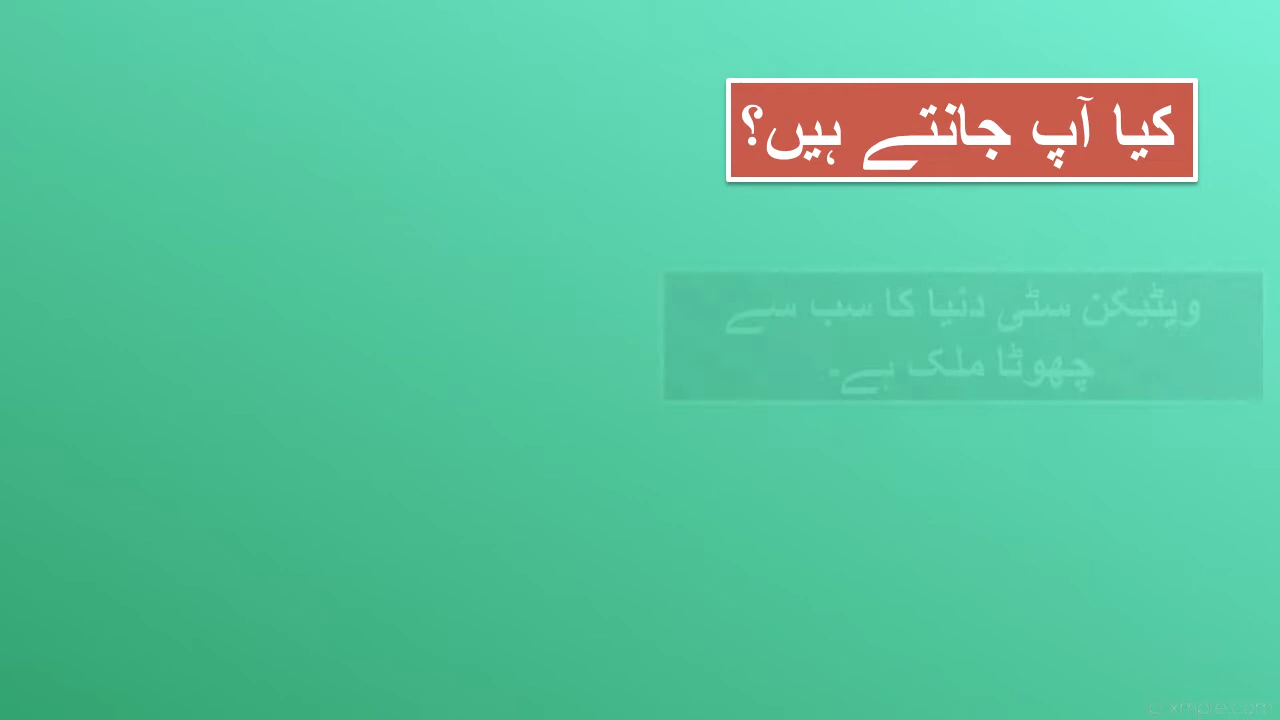 کیا آپ جانتے ہیں؟
ویٹیکن سٹی دنیا کا سب سے
چھوٹا ملک ہے۔